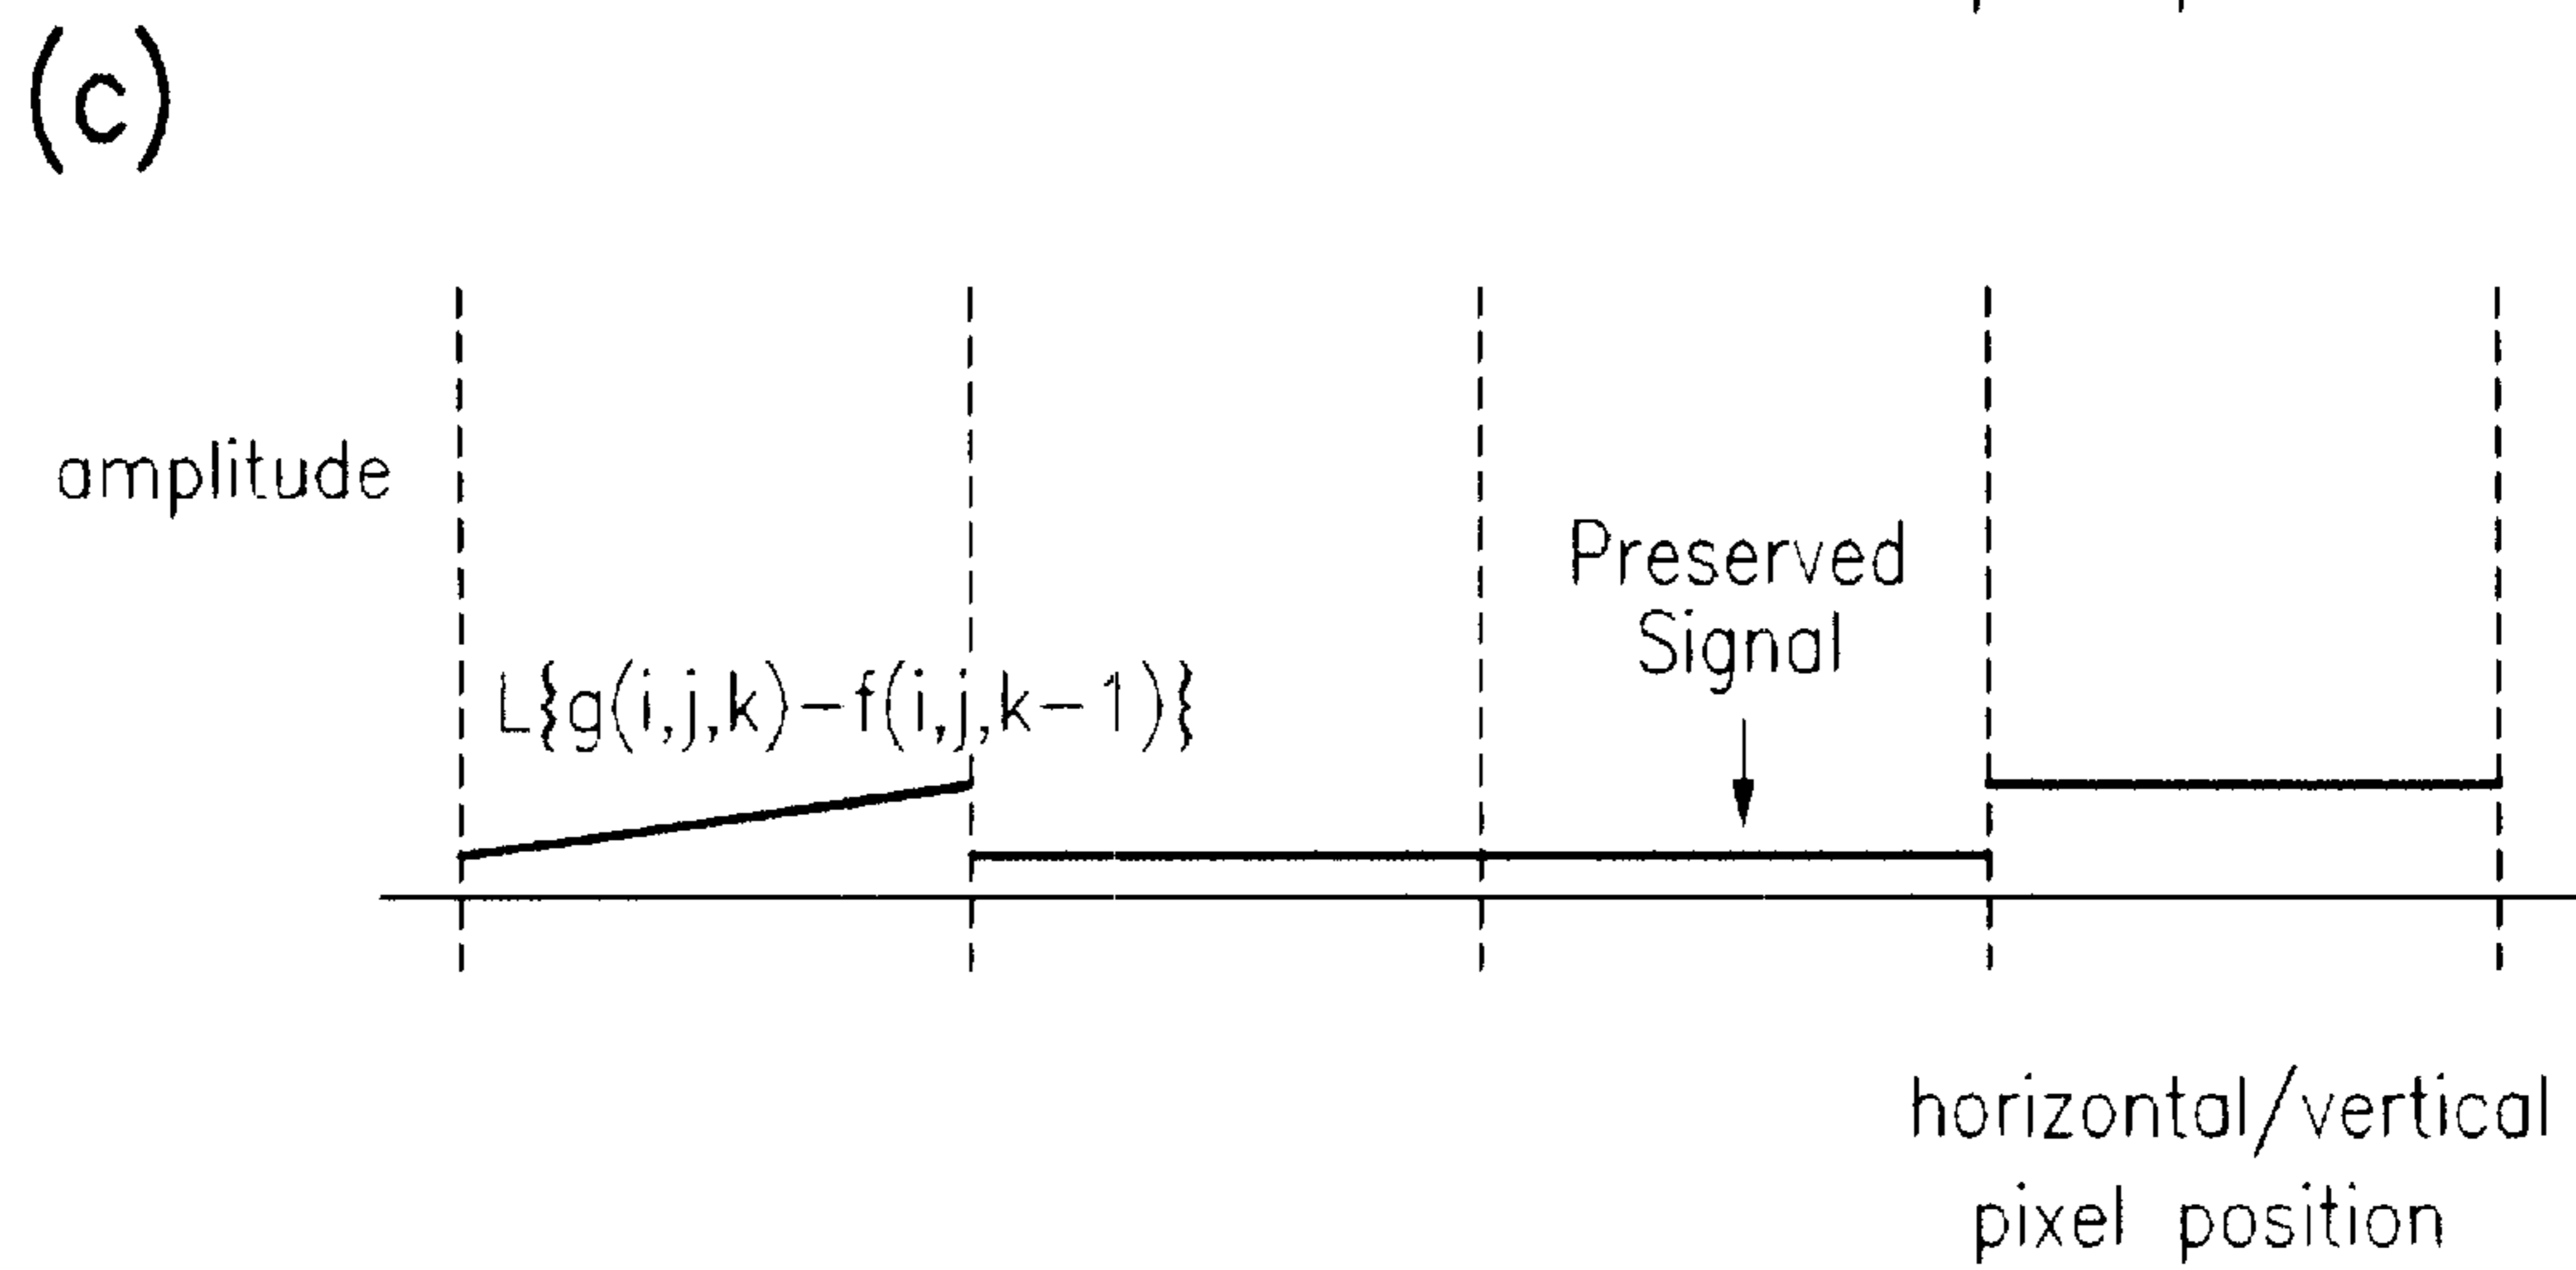 (c)
amplitude
Preserved
Signal
L{g(i,j,k)-f(i,j,k-1)}
horizontal/vertical
pixel position